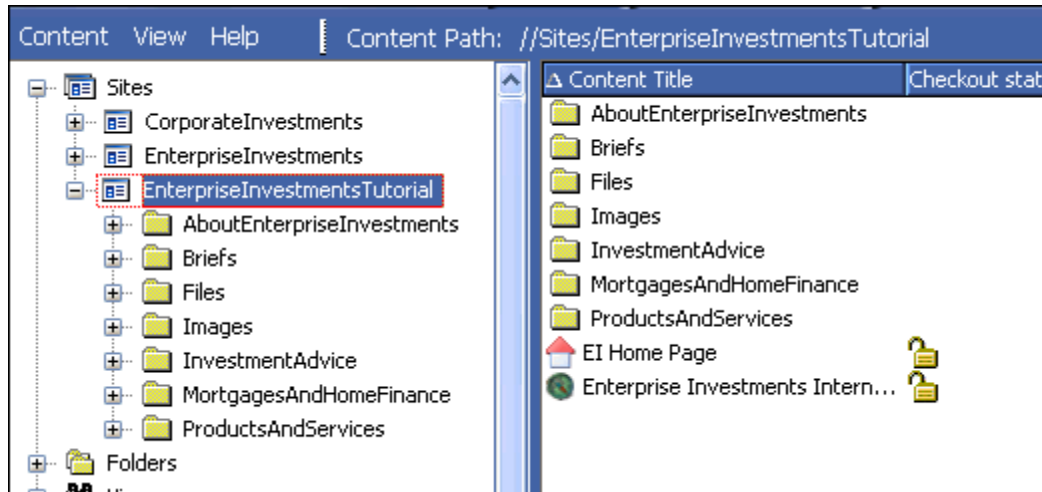 Content View Help Content Path: //Sites/EnterpriseInvestmentsTutorial
Sites
CorporateInvestments
EnterpriseInvestments
EnterpriseInvestmentsTutorial
AboutEnterpriseInvestments
Briefs
Files
Images
InvestmentAdvice
MortgagesAndHomeFinance
ProductsAndServices
Folders
Content Title Checkout stat
AboutEnterpriseInvestments
Briefs
Files
Images
InvestmentAdvice
MortgagesAndHomeFinance
ProductsAndServices
EI Home Page
Enterprise Investments Intern...